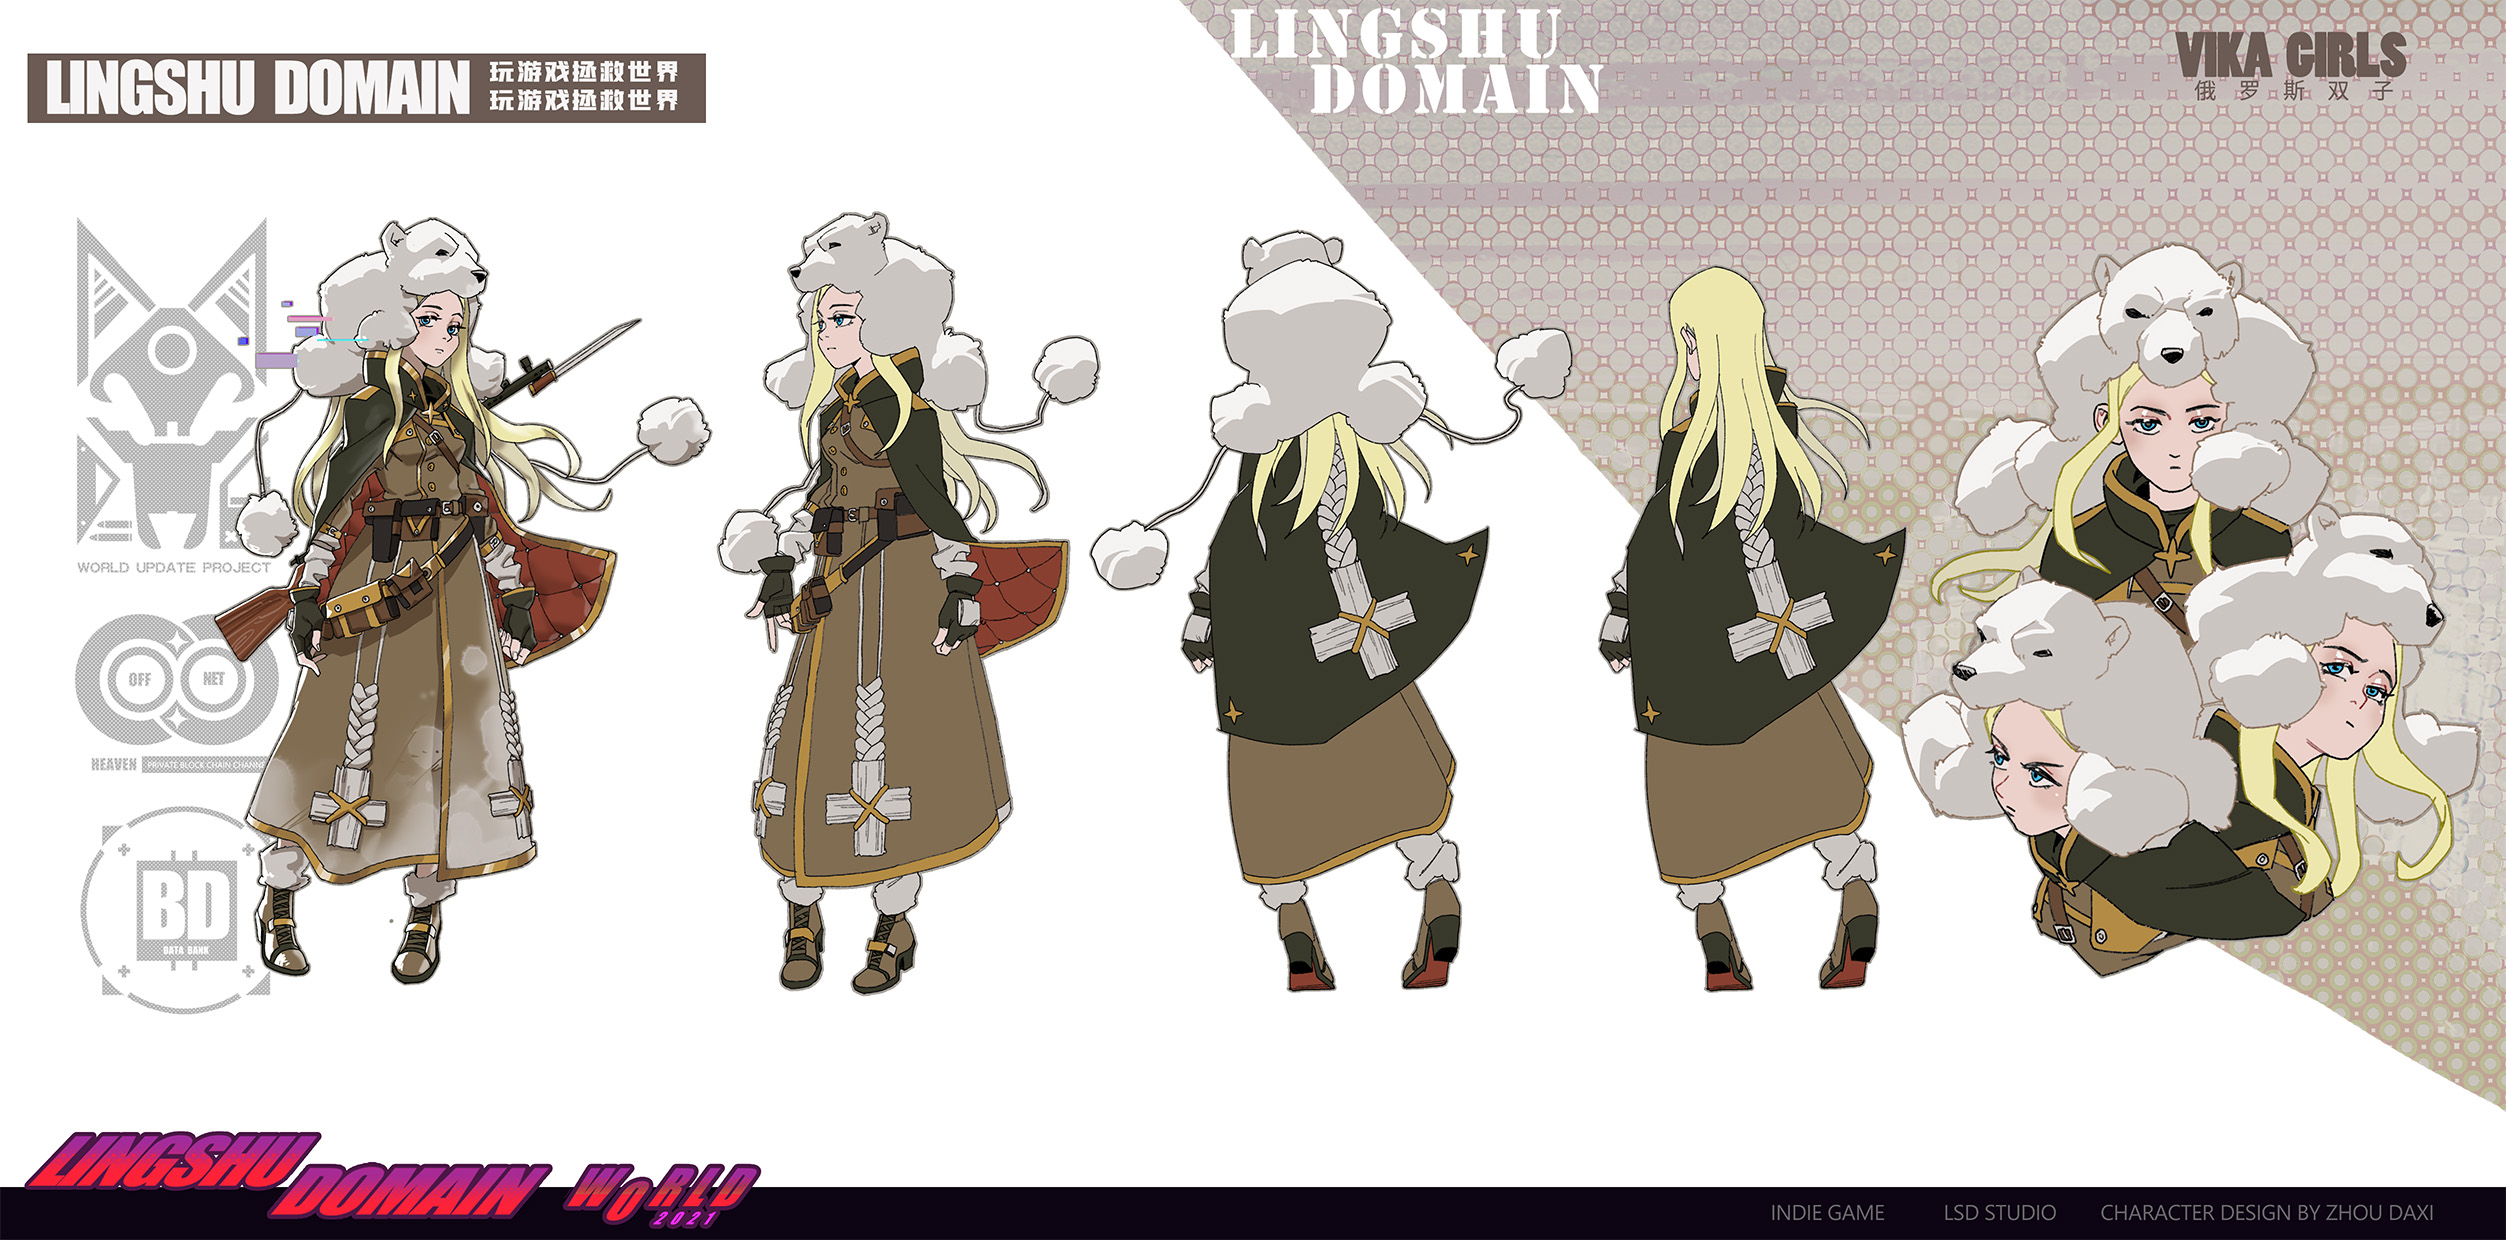 LINGSHU DOMAIN
玩游戏拯救世界
玩游戏拯救世界
LINGSHU
DOMAIN
VIKA GIRLS
俄罗斯双子
WORLD UPDATE PROJECT
OFF
NET
HEAVEN
PRIVATE BLOCK CHAIN
BD
DATA BANK
LINGSHU
DOMAIN
WORLD
2021
INDIE GAME
LSD STUDIO
CHARACTER DESIGN BY ZHOU DAXI